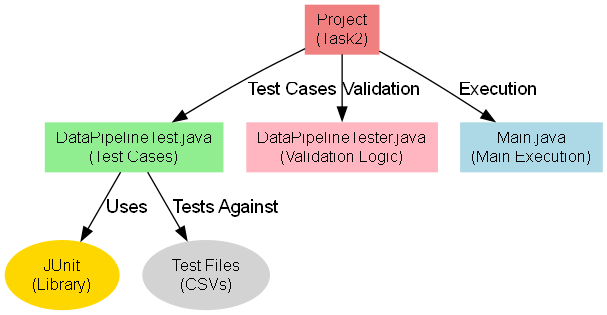 Project
(Task2)
Test Cases
Validation
Execution
DataPipelineTest.java
(Test Cases)
DataPipelineTester.java
(Validation Logic)
Main.java
(Main Execution)
Uses
Tests Against
JUnit
(Library)
Test Files
(CSVs)